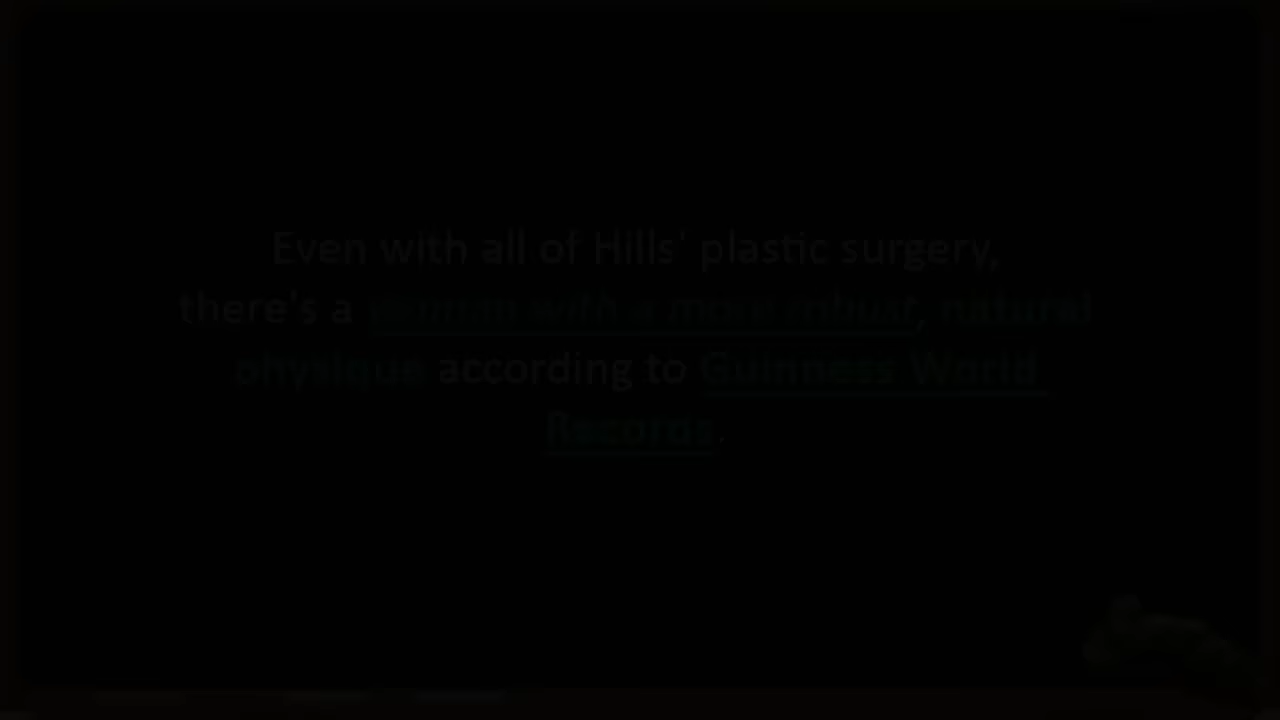 Even with all of Hills' plastic surgery,
there's a woman with a more robust, natural
physique according to Guinness World
Records.